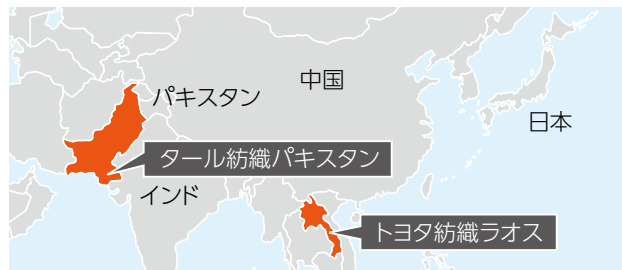 中国
パキスタン
日本
タール紡織パキスタン
インド
トヨタ紡織ラオス